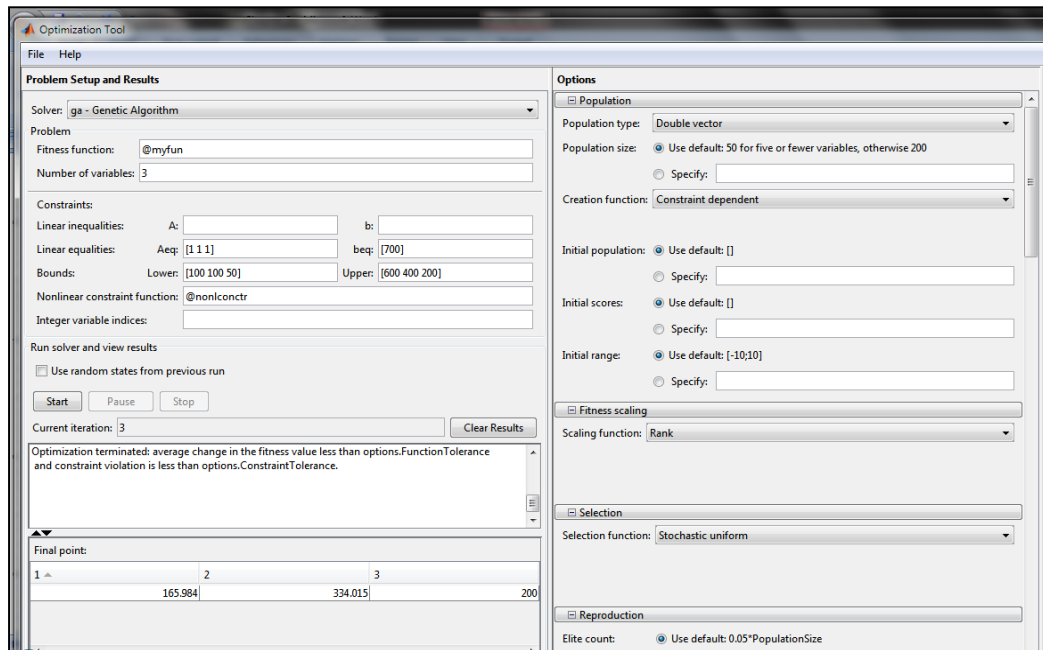 Optimization Tool
File Help
Problem Setup and Results
Solver: ga - Genetic Algorithm
Problem
Fitness function: @myfun
Number of variables: 3
Constraints:
Linear inequalities: A: b:
Linear equalities: Aeq: [1 1 1] beq: [700]
Bounds: Lower: [100 100 50] Upper: [600 400 200]
Nonlinear constraint function: @nonlconctr
Integer variable indices:
Run solver and view results
Use random states from previous run
Start Pause Stop
Current iteration: 3 Clear Results
Optimization terminated: average change in the fitness value less than options.FunctionTolerance
and constraint violation is less than options.ConstraintTolerance.
Final point:
1 2 3
165.984 334.015 200
Options
Population
Population type: Double vector
Population size: Use default: 50 for five or fewer variables, otherwise 200
Specify:
Creation function: Constraint dependent
Initial population: Use default: []
Specify:
Initial scores: Use default: []
Specify:
Initial range: Use default: [-10;10]
Specify:
Fitness scaling
Scaling function: Rank
Selection
Selection function: Stochastic uniform
Reproduction
Elite count: Use default: 0.05*PopulationSize